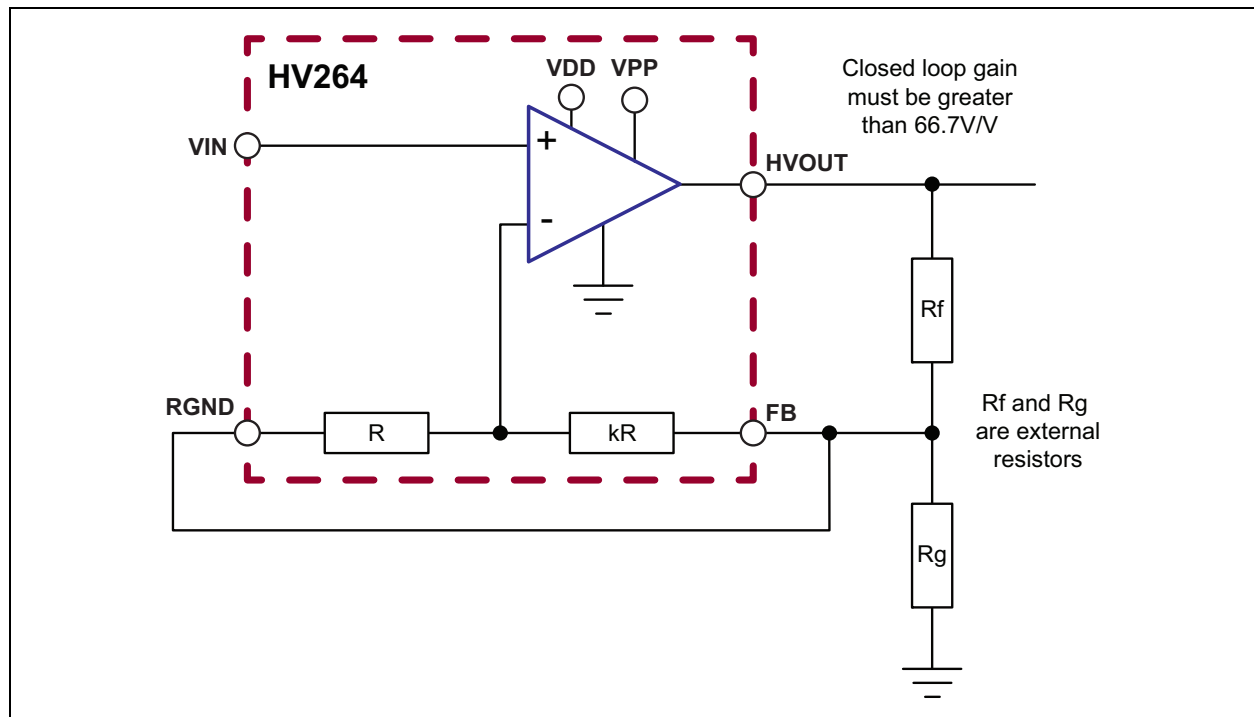 HV264
VDD
VPP
Closed loop gain
must be greater
than 66.7V/V
VIN
+
-
HVOUT
Rf
RGND
R
kR
FB
Rf and Rg
are external
resistors
Rg